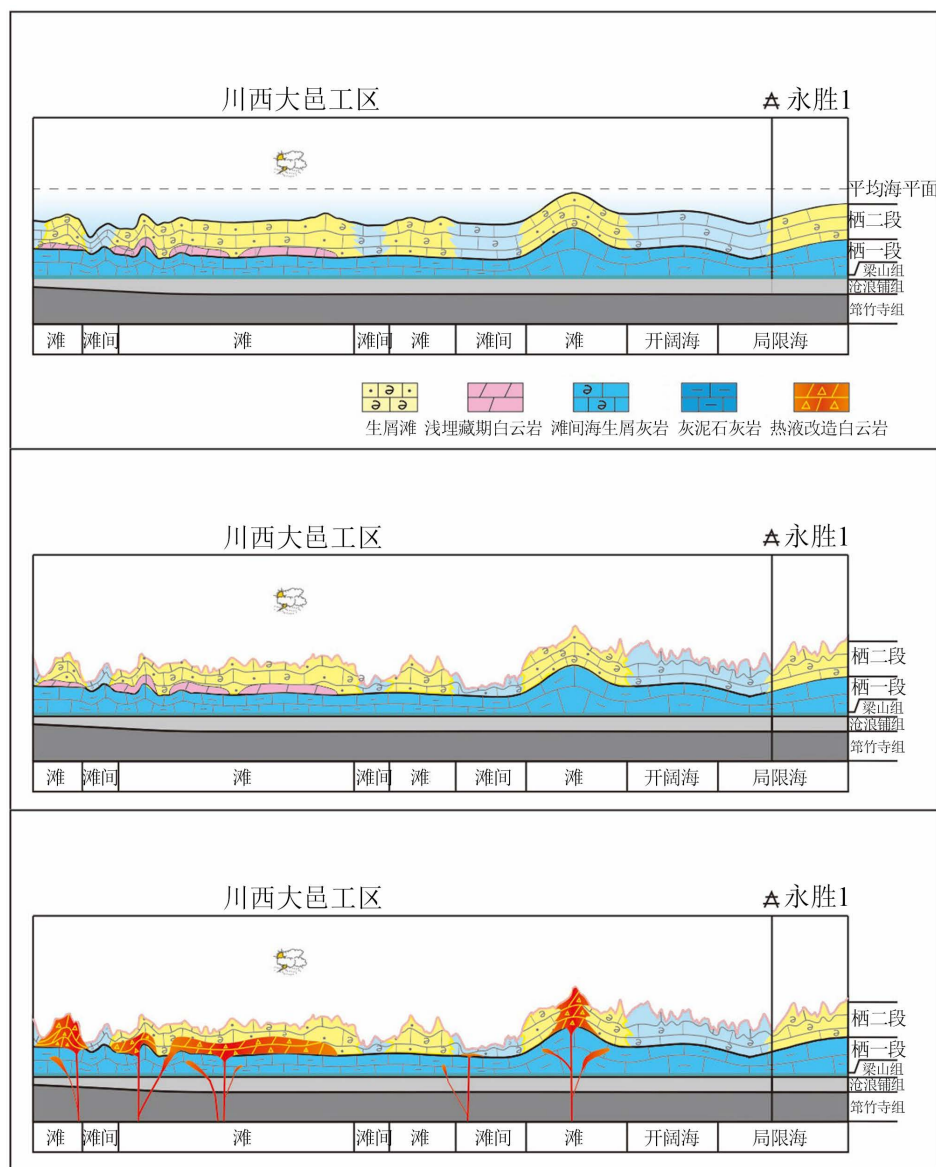 川西大邑工区
永胜1
平均海平面
栖二段
栖一段
梁山组
沧浪铺组
筇竹寺组
滩 滩间 滩 滩间 滩 滩间 滩 开阔海 局限海
生屑滩 浅埋藏期白云岩 滩间海生屑灰岩 灰泥石灰岩 热液改造白云岩
川西大邑工区
永胜1
栖二段
栖一段
梁山组
沧浪铺组
筇竹寺组
滩 滩间 滩 滩间 滩 滩间 滩 开阔海 局限海
川西大邑工区
永胜1
栖二段
栖一段
梁山组
沧浪铺组
筇竹寺组
滩 滩间 滩 滩间 滩 滩间 滩 开阔海 局限海